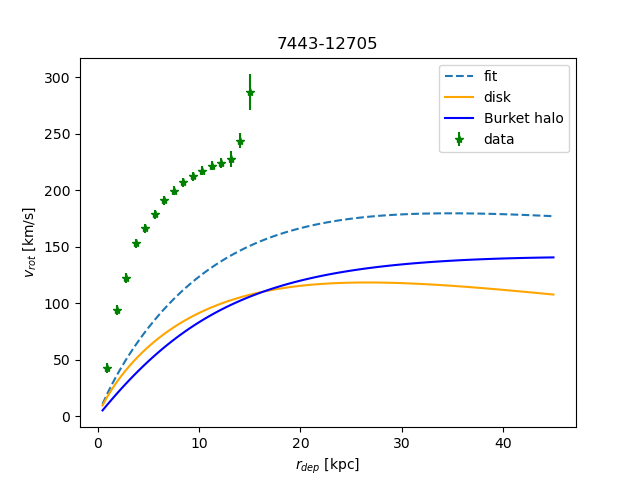 7443-12705
300
250
200
150
100
50
0
v_rot [km/s]
fit
disk
Burket halo
data
0 10 20 30 40
r_dep [kpc]